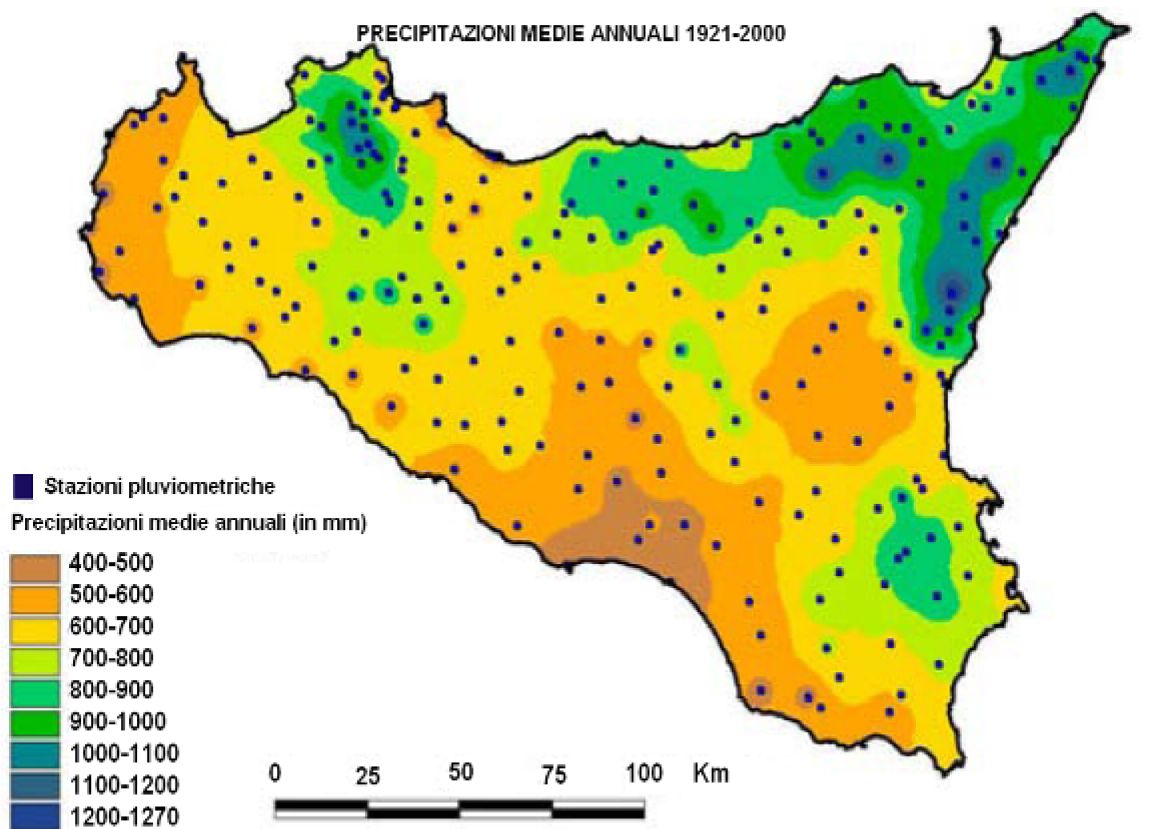 PRECIPITAZIONI MEDIE ANNUALI 1921-2000
Stazioni pluviometriche
Precipitazioni medie annuali (in mm)
400-500
500-600
600-700
700-800
800-900
900-1000
1000-1100
1100-1200
1200-1270
0 25 50 75 100 Km